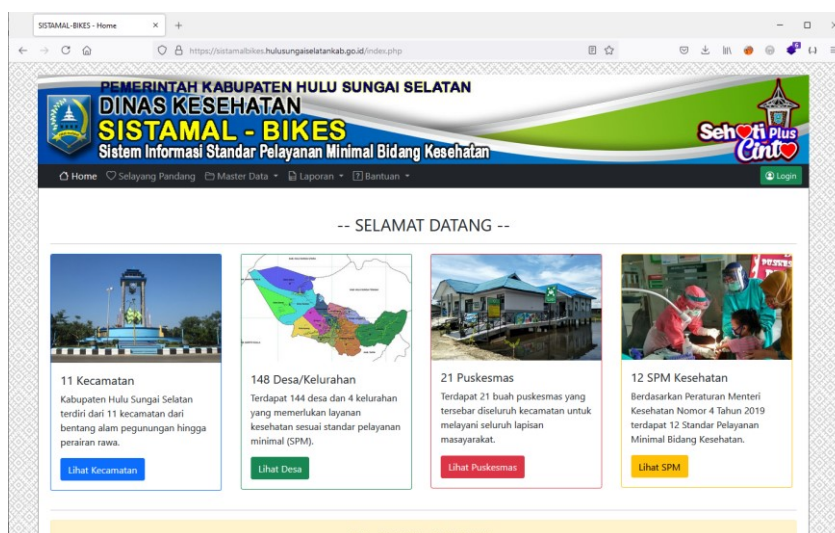 SISTAMAL-BIKES - Home
https://sistamalbikes.hulusungaiselatankab.go.id/index.php
PEMERINTAH KABUPATEN HULU SUNGAI SELATAN
DINAS KESEHATAN
SISTAMAL - BIKES
Sistem Informasi Standar Pelayanan Minimal Bidang Kesehatan
Sehati Plus
Cinta
Home Selayang Pandang Master Data Laporan Bantuan Login
-- SELAMAT DATANG --
11 Kecamatan
Kabupaten Hulu Sungai Selatan
terdiri dari 11 kecamatan dari
bentang alam pegunungan hingga
perairan rawa.
Lihat Kecamatan
148 Desa/Kelurahan
Terdapat 144 desa dan 4 kelurahan
yang memerlukan layanan
kesehatan sesuai standar pelayanan
minimal (SPM).
Lihat Desa
21 Puskesmas
Terdapat 21 buah puskesmas yang
tersebar diseluruh kecamatan untuk
melayani seluruh lapisan
masayarakat.
Lihat Puskesmas
12 SPM Kesehatan
Berdasarkan Peraturan Menteri
Kesehatan Nomor 4 Tahun 2019
terdapat 12 Standar Pelayanan
Minimal Bidang Kesehatan.
Lihat SPM